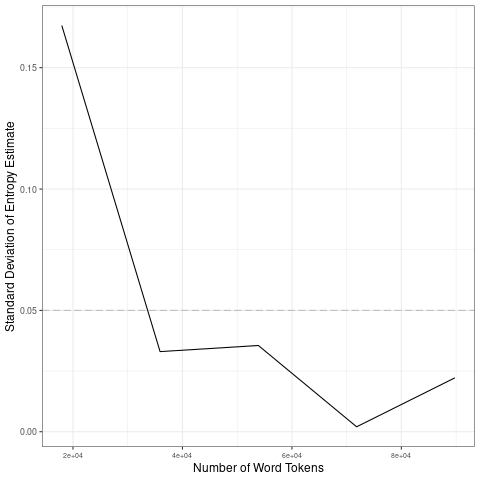 Standard Deviation of Entropy Estimate
0.15
0.10
0.05
0.00
2e+04 4e+04 6e+04 8e+04
Number of Word Tokens